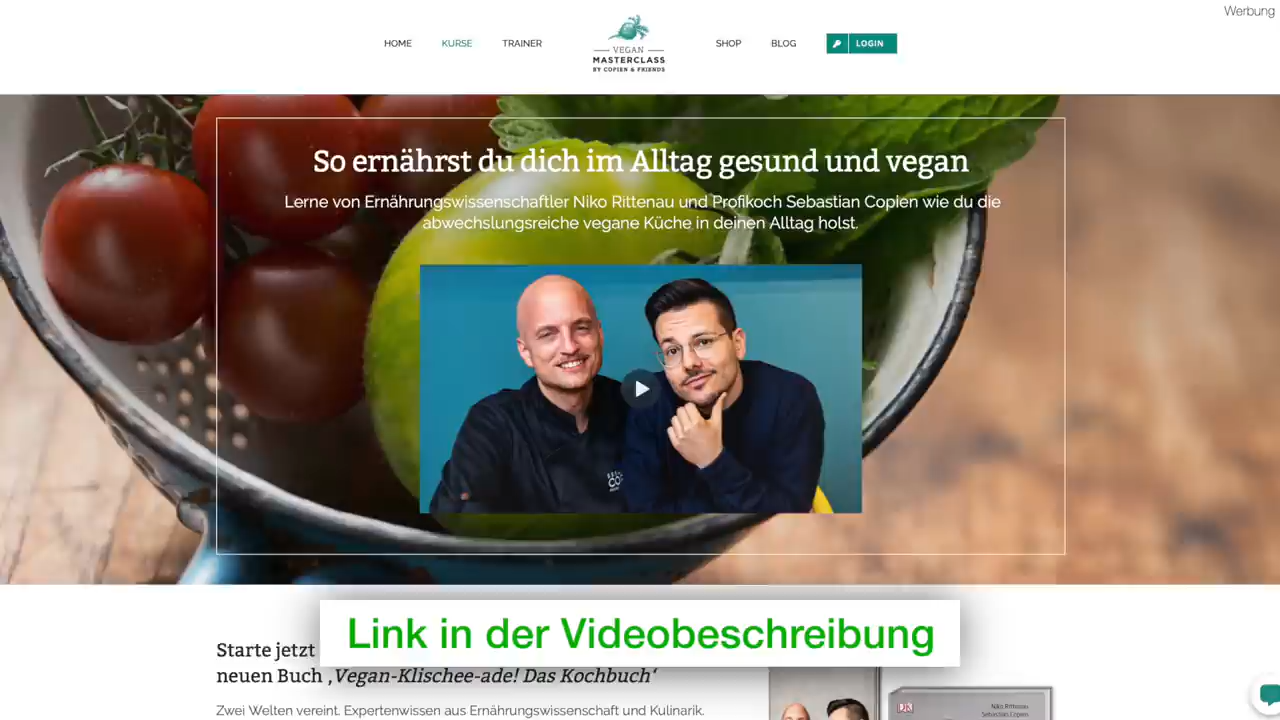 Werbung
HOME KURSE TRAINER
VEGAN
MASTERCLASS
BY COPIEN & FRIENDS
SHOP BLOG LOGIN
So ernährst du dich im Alltag gesund und vegan
Lerne von Ernährungswissenschaftler Niko Rittenau und Profikoch Sebastian Copien wie du die
abwechslungsreiche vegane Küche in deinen Alltag holst.
Link in der Videobeschreibung
Starte jetzt
neuen Buch ‚Vegan-Klischee-ade! Das Kochbuch‘
Zwei Welten vereint. Expertenwissen aus Ernährungswissenschaft und Kulinarik.
DK
Niko Rittenau
Sebastian Copien